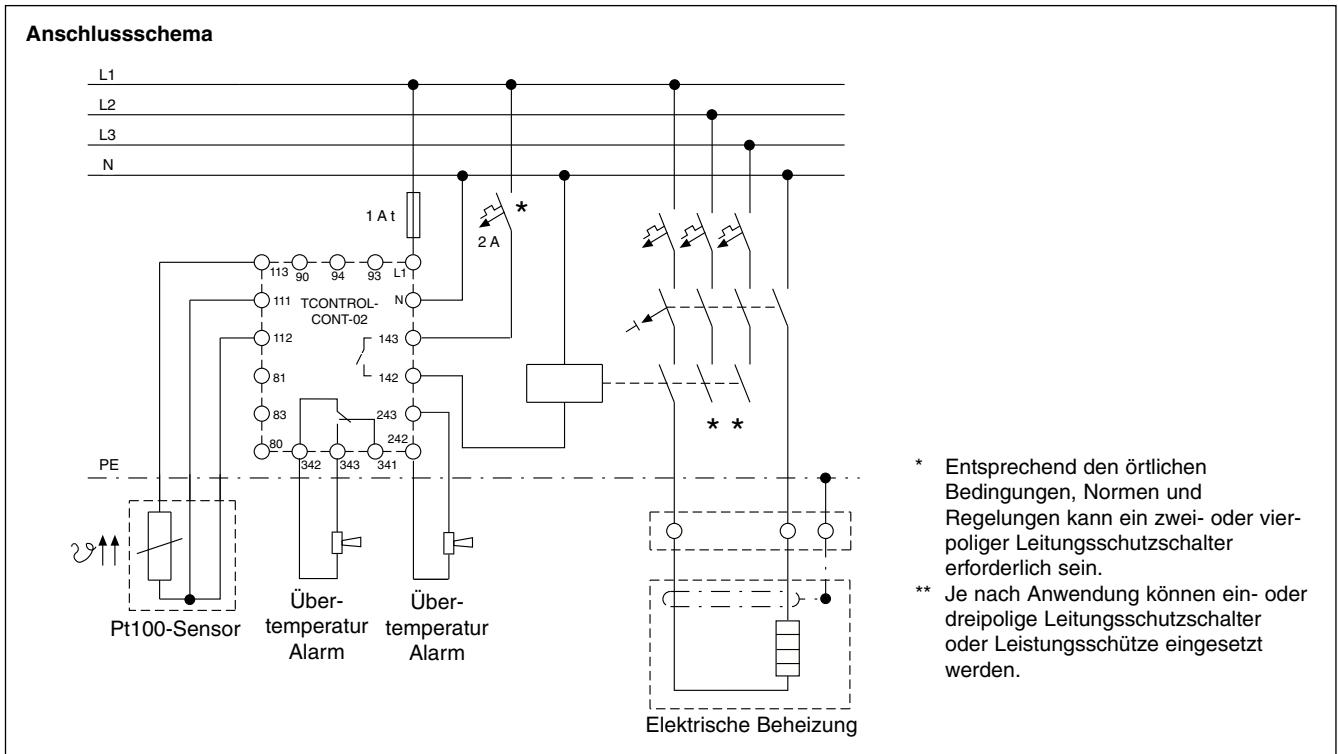 Anschlussschema
L1
L2
L3
N
1 A t
*
2 A
113
90
94
93
L1
111
TCONTROL-
CONT-02
N
112
143
81
142
83
243
80
342
343
341
242
* *
PE
Pt100-Sensor
Über-
temperatur
Alarm
Über-
temperatur
Alarm
Elektrische Beheizung
* Entsprechend den örtlichen
Bedingungen, Normen und
Regelungen kann ein zwei- oder vier-
poliger Leitungsschutzschalter
erforderlich sein.
** Je nach Anwendung können ein- oder
dreipolige Leitungsschutzschalter
oder Leistungsschütze eingesetzt
werden.